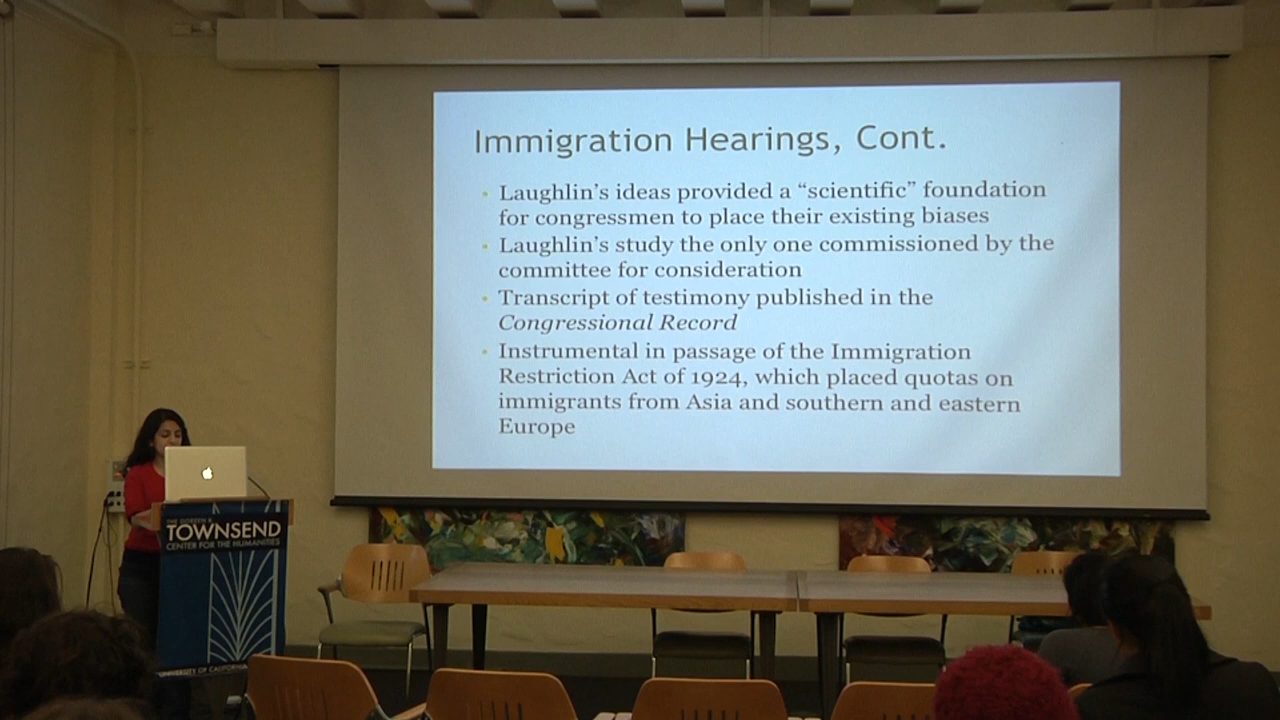 Immigration Hearings, Cont.
• Laughlin’s ideas provided a “scientific” foundation
for congressmen to place their existing biases
• Laughlin’s study the only one commissioned by the
committee for consideration
• Transcript of testimony published in the
Congressional Record
• Instrumental in passage of the Immigration
Restriction Act of 1924, which placed quotas on
immigrants from Asia and southern and eastern
Europe
TOWNSEND
CENTER FOR THE HUMANITIES
UNIVERSITY OF CALIFORNIA